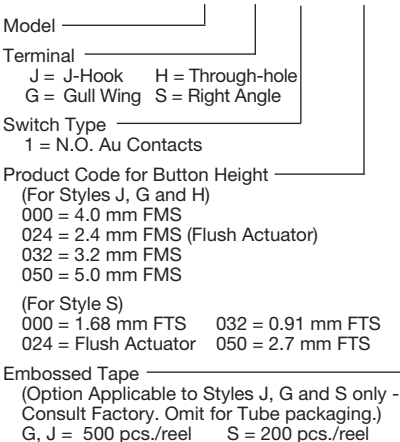 Model
Terminal
J = J-Hook H = Through-hole
G = Gull Wing S = Right Angle
Switch Type
1 = N.O. Au Contacts
Product Code for Button Height
(For Styles J, G and H)
000 = 4.0 mm FMS
024 = 2.4 mm FMS (Flush Actuator)
032 = 3.2 mm FMS
050 = 5.0 mm FMS
(For Style S)
000 = 1.68 mm FTS 032 = 0.91 mm FTS
024 = Flush Actuator 050 = 2.7 mm FTS
Embossed Tape
(Option Applicable to Styles J, G and S only -
Consult Factory. Omit for Tube packaging.)
G, J = 500 pcs./reel S = 200 pcs./reel